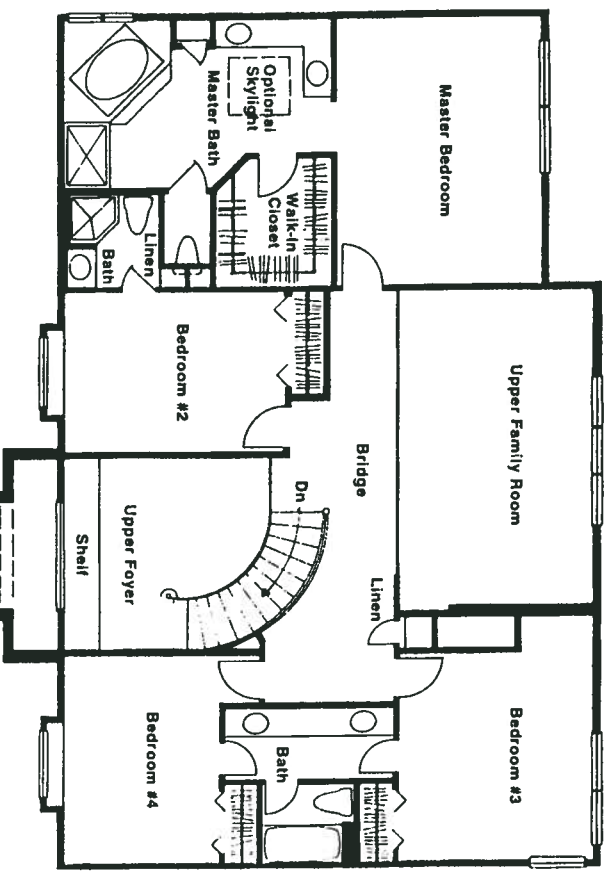 Master Bedroom
Optional
Skylight
Master Bath
Walk-In
Closet
Linen
Bath
Bedroom #2
Upper Family Room
Bridge
Dn
Upper Foyer
Shelf
Linen
Bedroom #3
Bath
Bedroom #4